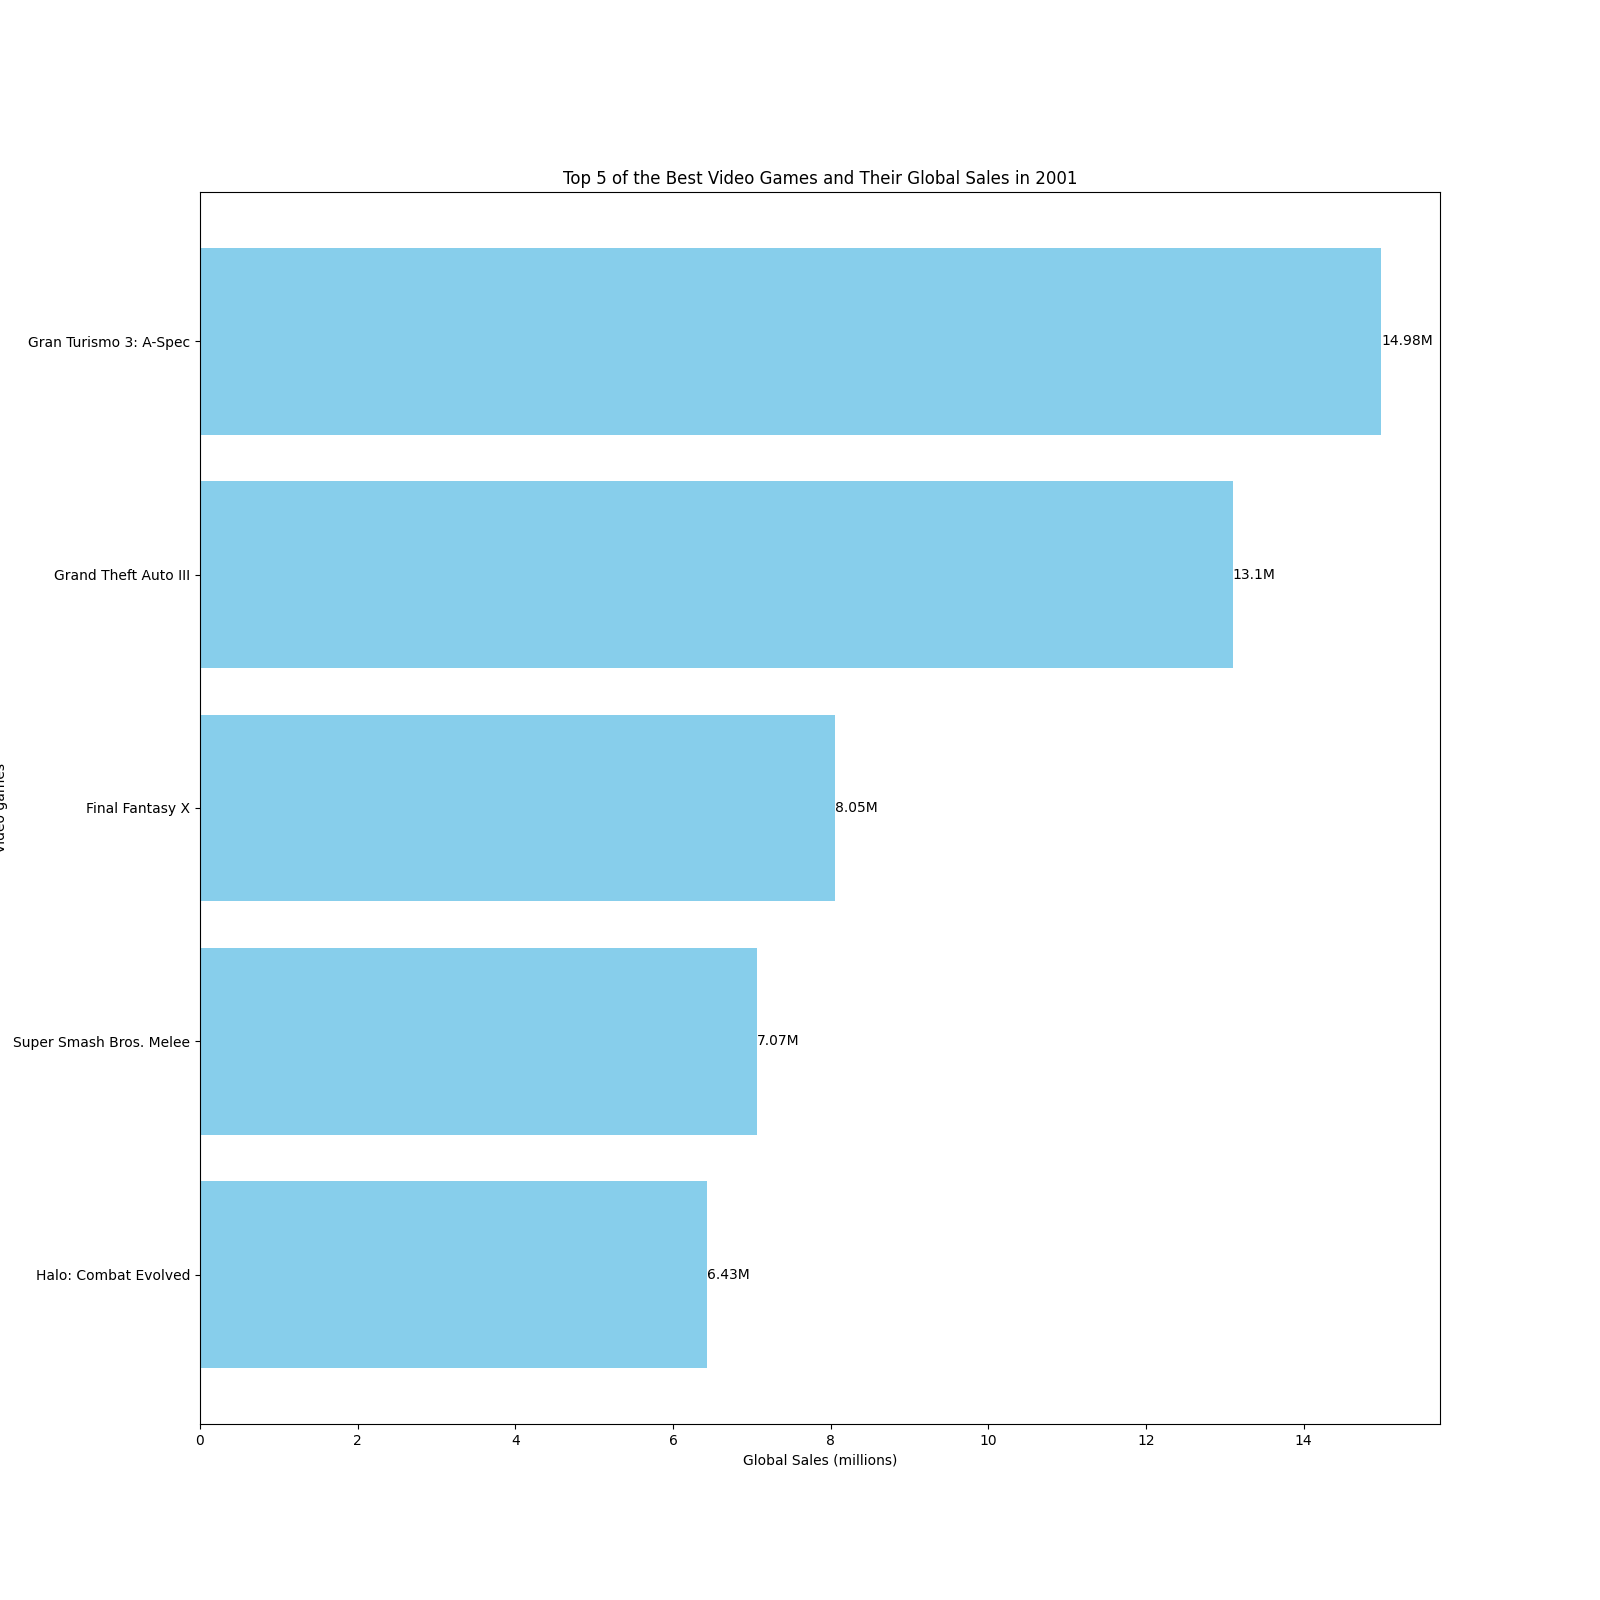 Top 5 of the Best Video Games and Their Global Sales in 2001
Gran Turismo 3: A-Spec
14.98M
Grand Theft Auto III
13.1M
Final Fantasy X
8.05M
Video games
Super Smash Bros. Melee
7.07M
Halo: Combat Evolved
6.43M
0 2 4 6 8 10 12 14
Global Sales (millions)